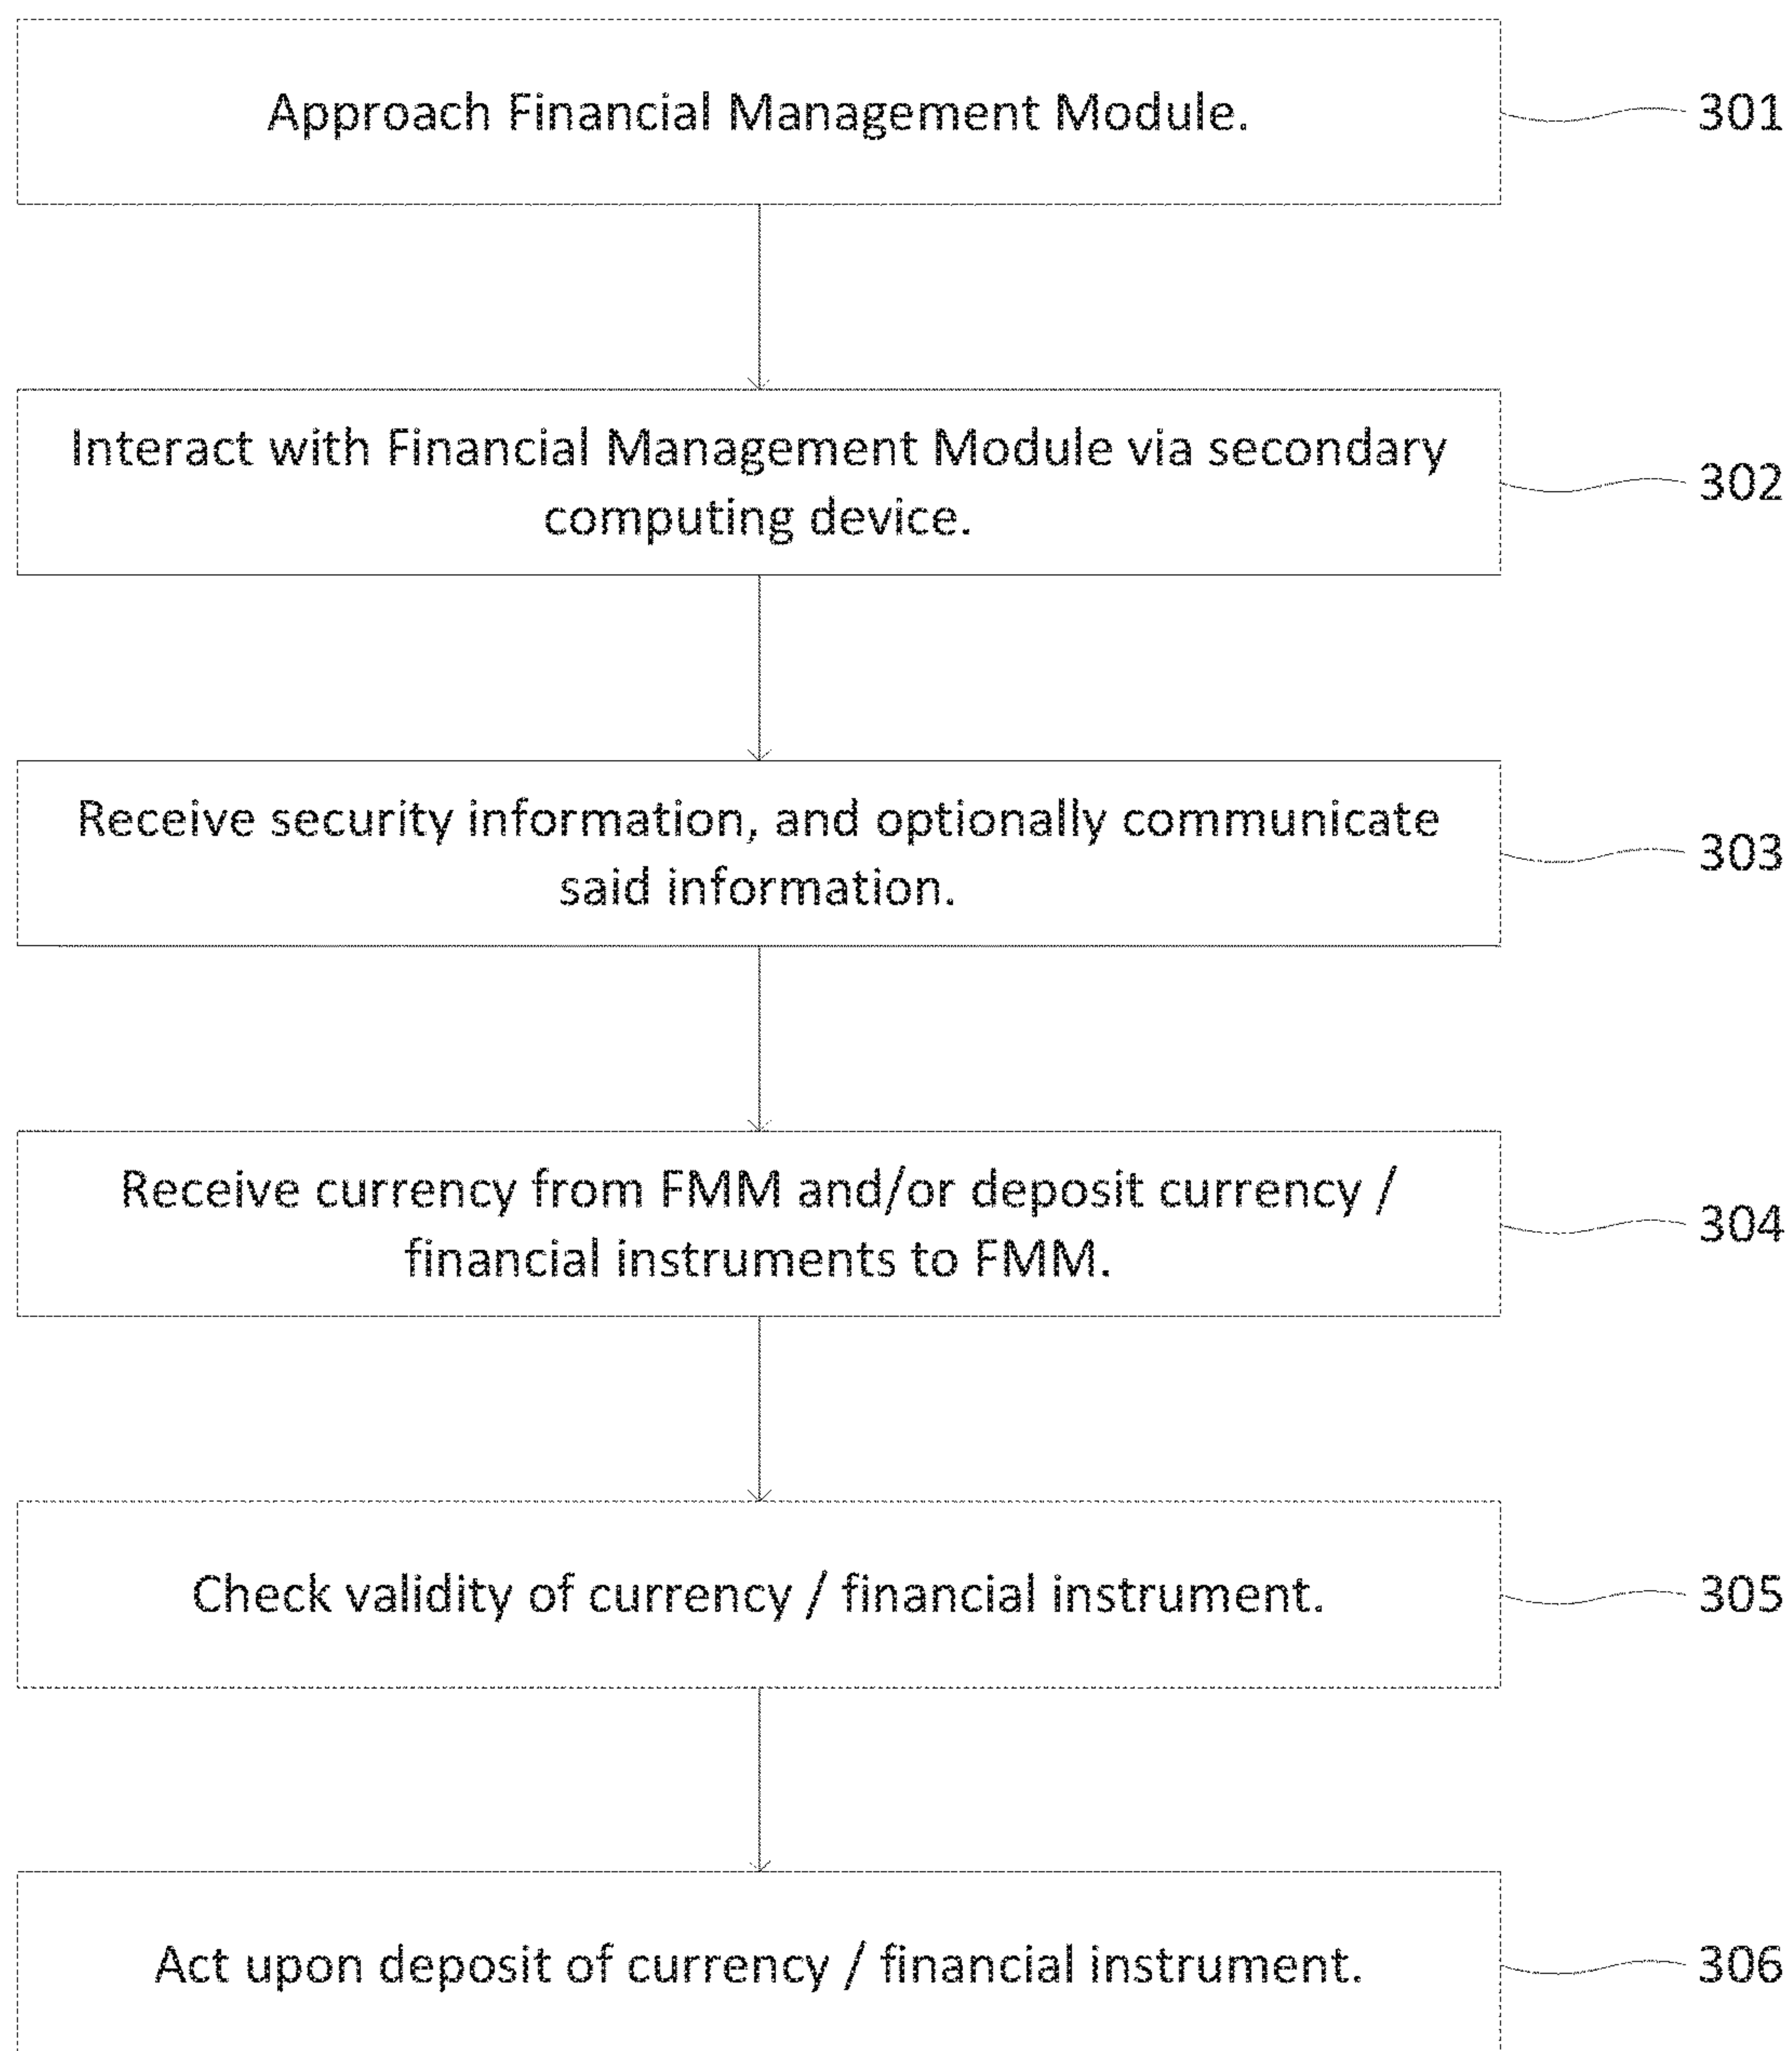 Approach Financial Management Module.
301
Interact with Financial Management Module via secondary
computing device.
302
Receive security information, and optionally communicate
said information.
303
Receive currency from FMM and/or deposit currency /
financial instruments to FMM.
304
Check validity of currency / financial instrument.
305
Act upon deposit of currency / financial instrument.
306